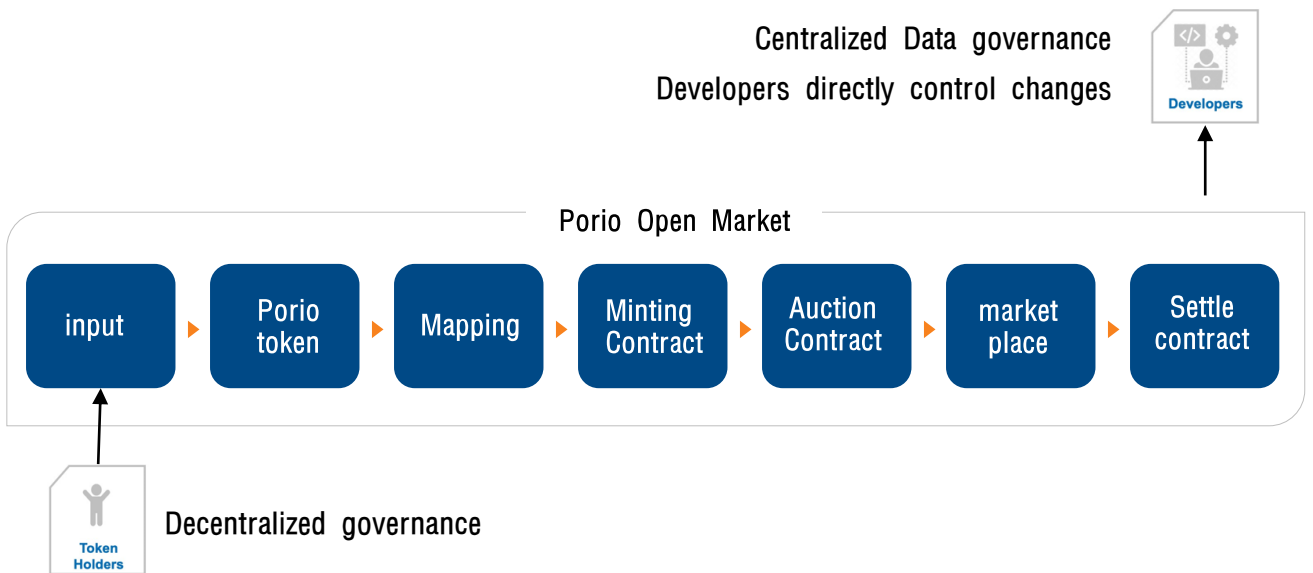 Centralized Data governance
Developers directly control changes
</>
Developers
Porio Open Market
input
Porio
token
Mapping
Minting
Contract
Auction
Contract
market
place
Settle
contract
Token
Holders
Decentralized governance